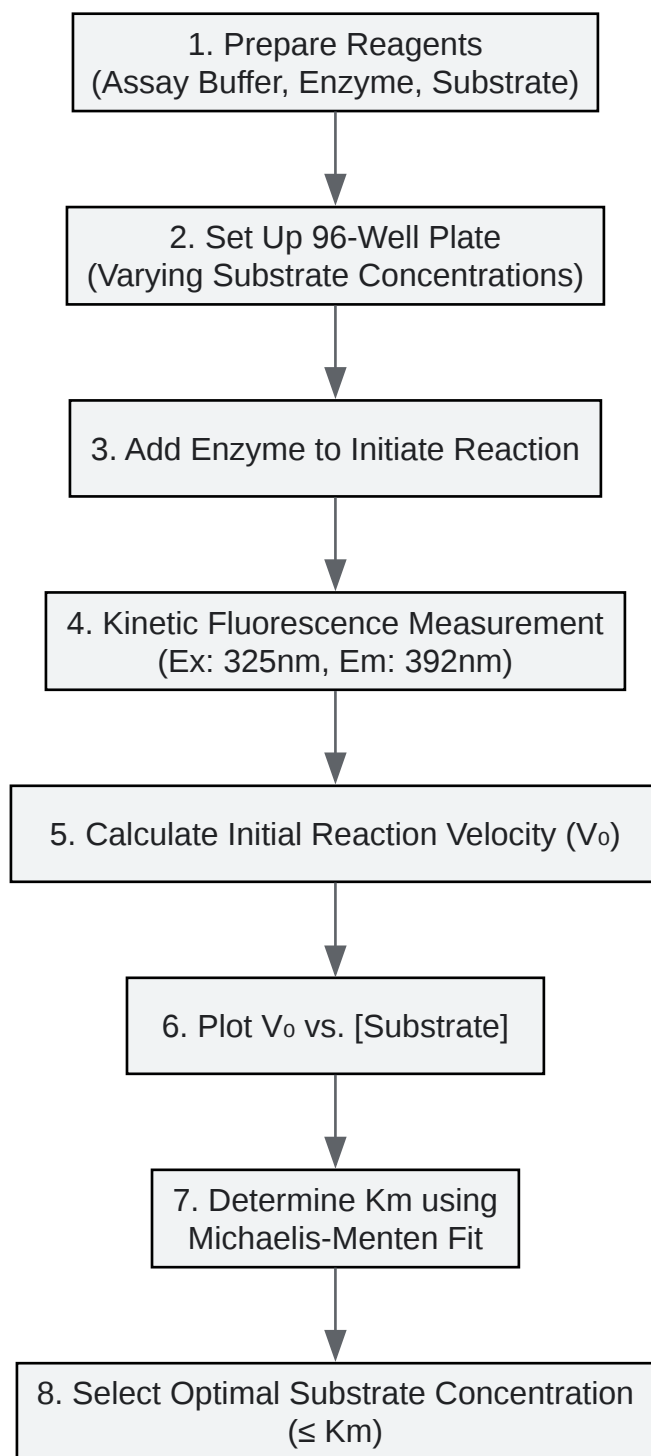 1. Prepare Reagents
(Assay Buffer, Enzyme, Substrate)
2. Set Up 96-Well Plate
(Varying Substrate Concentrations)
3. Add Enzyme to Initiate Reaction
4. Kinetic Fluorescence Measurement
(Ex: 325nm, Em: 392nm)
5. Calculate Initial Reaction Velocity (V₀)
6. Plot V₀ vs. [Substrate]
7. Determine Km using
Michaelis-Menten Fit
8. Select Optimal Substrate Concentration
(≤ Km)